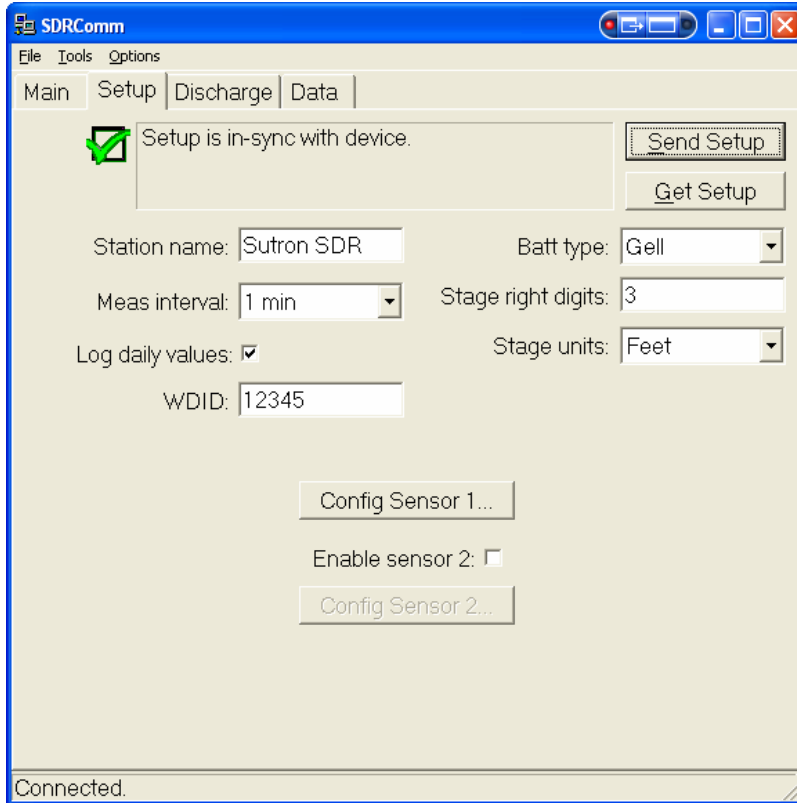 SDRComm
File Tools Options
Main Setup Discharge Data
Setup is in-sync with device.
Send Setup
Get Setup
Station name: Sutron SDR
Batt type: Gell
Meas interval: 1 min
Stage right digits: 3
Log daily values:
Stage units: Feet
WDID: 12345
Config Sensor 1...
Enable sensor 2:
Config Sensor 2...
Connected.